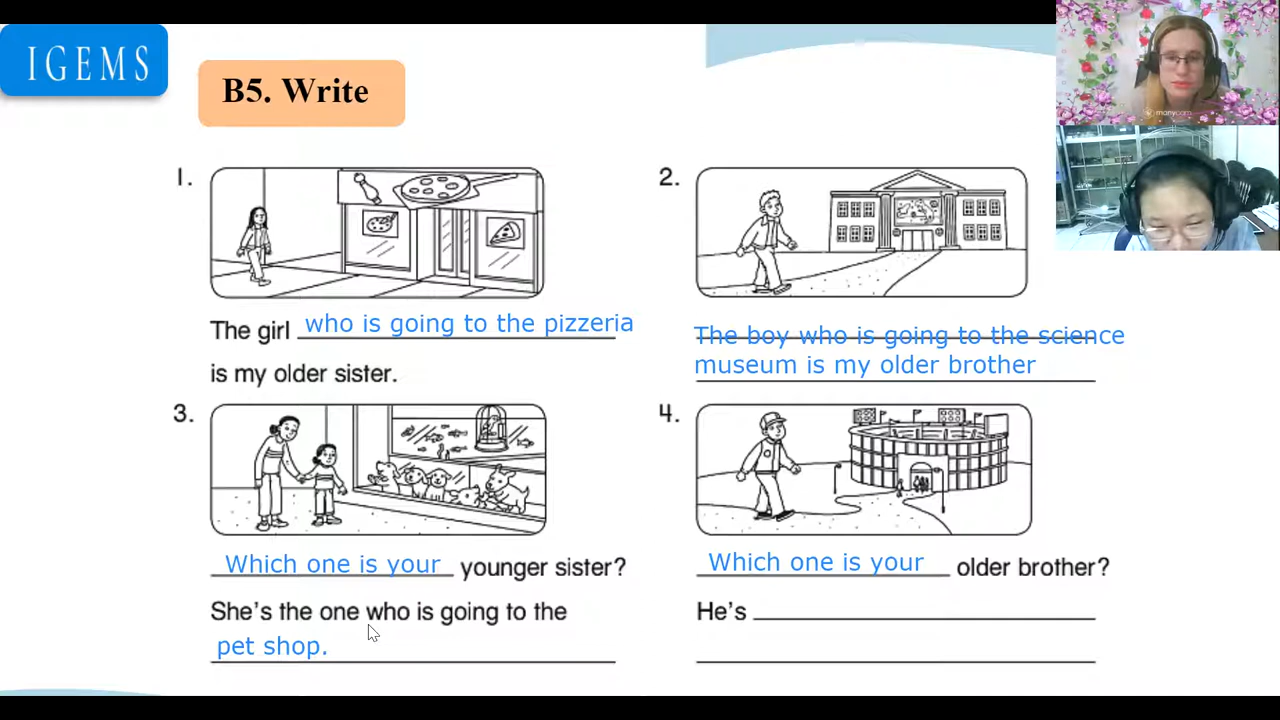 IGEMS
B5. Write
1.
The girl who is going to the pizzeria
is my older sister.
2.
The boy who is going to the science
museum is my older brother
3.
Which one is your younger sister?
She's the one who is going to the
pet shop.
4.
Which one is your older brother?
He's
manycam